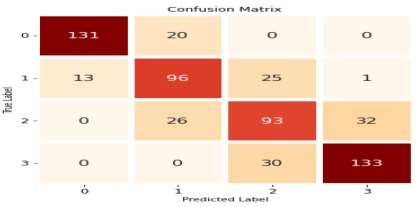 Confusion Matrix
0 131 20 0 0
1 13 96 25 1
2 0 26 93 32
3 0 0 30 133
True Label
0 1 2 3
Predicted Label